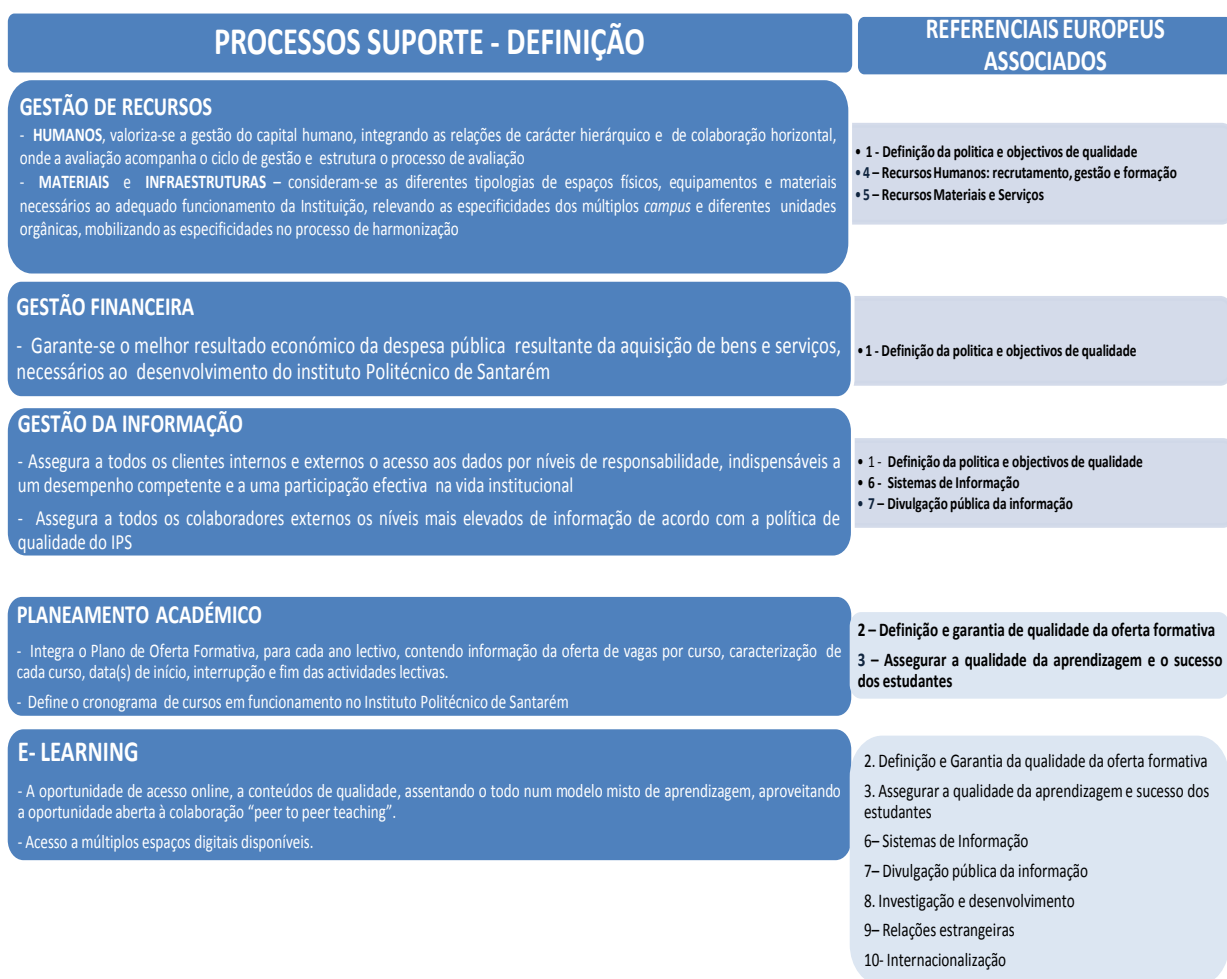 PROCESSOS SUPORTE - DEFINIÇÃO
REFERENCIAIS EUROPEUS
ASSOCIADOS
GESTÃO DE RECURSOS
- HUMANOS, valoriza-se a gestão do capital humano, integrando as relações de carácter hierárquico e de colaboração horizontal,
onde a avaliação acompanha o ciclo de gestão e estrutura o processo de avaliação
- MATERIAIS e INFRAESTRUTURAS – consideram-se as diferentes tipologias de espaços físicos, equipamentos e materiais
necessários ao adequado funcionamento da Instituição, relevando as especificidades dos múltiplos campus e diferentes unidades
orgânicas, mobilizando as especificidades no processo de harmonização
• 1 - Definição da politica e objectivos de qualidade
• 4 – Recursos Humanos: recrutamento, gestão e formação
• 5 – Recursos Materiais e Serviços
GESTÃO FINANCEIRA
- Garante-se o melhor resultado económico da despesa pública resultante da aquisição de bens e serviços,
necessários ao desenvolvimento do instituto Politécnico de Santarém
• 1 - Definição da politica e objectivos de qualidade
GESTÃO DA INFORMAÇÃO
- Assegura a todos os clientes internos e externos o acesso aos dados por níveis de responsabilidade, indispensáveis a
um desempenho competente e a uma participação efectiva na vida institucional
- Assegura a todos os colaboradores externos os níveis mais elevados de informação de acordo com a política de
qualidade do IPS
• 1 - Definição da politica e objectivos de qualidade
• 6 - Sistemas de Informação
• 7 – Divulgação pública da informação
PLANEAMENTO ACADÉMICO
- Integra o Plano de Oferta Formativa, para cada ano lectivo, contendo informação da oferta de vagas por curso, caracterização de
cada curso, data(s) de início, interrupção e fim das actividades lectivas.
- Define o cronograma de cursos em funcionamento no Instituto Politécnico de Santarém
2 – Definição e garantia de qualidade da oferta formativa
3 – Assegurar a qualidade da aprendizagem e o sucesso
dos estudantes
E- LEARNING
- A oportunidade de acesso online, a conteúdos de qualidade, assentando o todo num modelo misto de aprendizagem, aproveitando
a oportunidade aberta à colaboração “peer to peer teaching”.
- Acesso a múltiplos espaços digitais disponíveis.
2. Definição e Garantia da qualidade da oferta formativa
3. Assegurar a qualidade da aprendizagem e sucesso dos
estudantes
6– Sistemas de Informação
7– Divulgação pública da informação
8. Investigação e desenvolvimento
9– Relações estrangeiras
10- Internacionalização